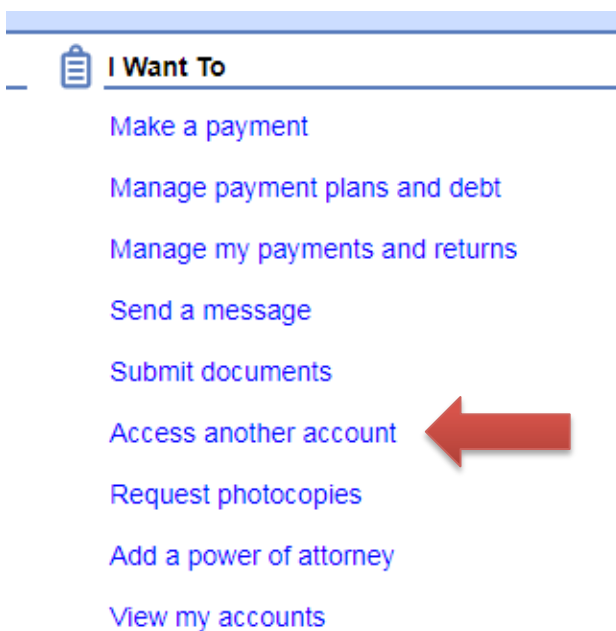 I Want To
Make a payment
Manage payment plans and debt
Manage my payments and returns
Send a message
Submit documents
Access another account
Request photocopies
Add a power of attorney
View my accounts